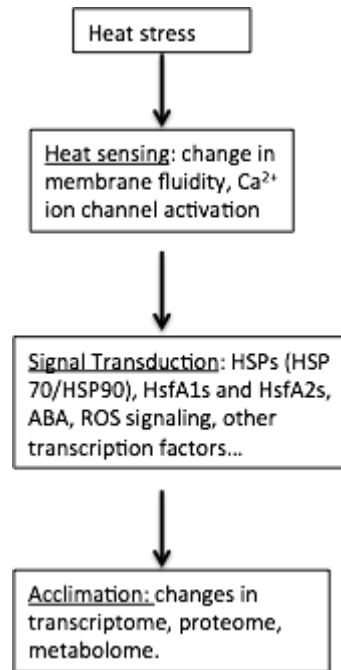 Heat stress
Heat sensing: change in
membrane fluidity, Ca²⁺
ion channel activation
Signal Transduction: HSPs (HSP
70/HSP90), HsfA1s and HsfA2s,
ABA, ROS signaling, other
transcription factors...
Acclimation: changes in
transcriptome, proteome,
metabolome.